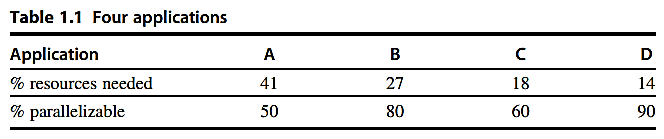 Table 1.1 Four applications
Application A B C D
% resources needed 41 27 18 14
% parallelizable 50 80 60 90